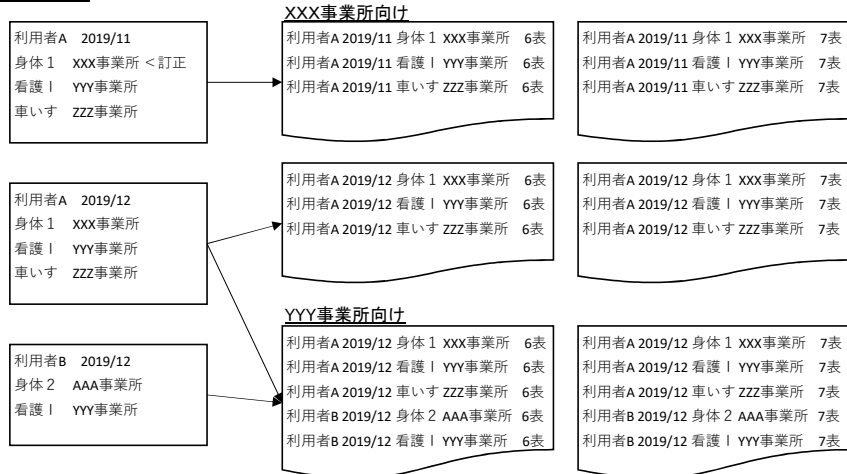 XXX事業所向け
利用者A 2019/11
身体1 XXX事業所 <訂正
看護Ⅰ YYY事業所
車いす ZZZ事業所
利用者A 2019/11 身体1 XXX事業所 6表
利用者A 2019/11 看護Ⅰ YYY事業所 6表
利用者A 2019/11 車いす ZZZ事業所 6表
利用者A 2019/11 身体1 XXX事業所 7表
利用者A 2019/11 看護Ⅰ YYY事業所 7表
利用者A 2019/11 車いす ZZZ事業所 7表
利用者A 2019/12
身体1 XXX事業所
看護Ⅰ YYY事業所
車いす ZZZ事業所
利用者A 2019/12 身体1 XXX事業所 6表
利用者A 2019/12 看護Ⅰ YYY事業所 6表
利用者A 2019/12 車いす ZZZ事業所 6表
利用者A 2019/12 身体1 XXX事業所 7表
利用者A 2019/12 看護Ⅰ YYY事業所 7表
利用者A 2019/12 車いす ZZZ事業所 7表
YYY事業所向け
利用者B 2019/12
身体2 AAA事業所
看護Ⅰ YYY事業所
利用者A 2019/12 身体1 XXX事業所 6表
利用者A 2019/12 看護Ⅰ YYY事業所 6表
利用者A 2019/12 車いす ZZZ事業所 6表
利用者B 2019/12 身体2 AAA事業所 6表
利用者B 2019/12 看護Ⅰ YYY事業所 6表
利用者A 2019/12 身体1 XXX事業所 7表
利用者A 2019/12 看護Ⅰ YYY事業所 7表
利用者A 2019/12 車いす ZZZ事業所 7表
利用者B 2019/12 身体2 AAA事業所 7表
利用者B 2019/12 看護Ⅰ YYY事業所 7表